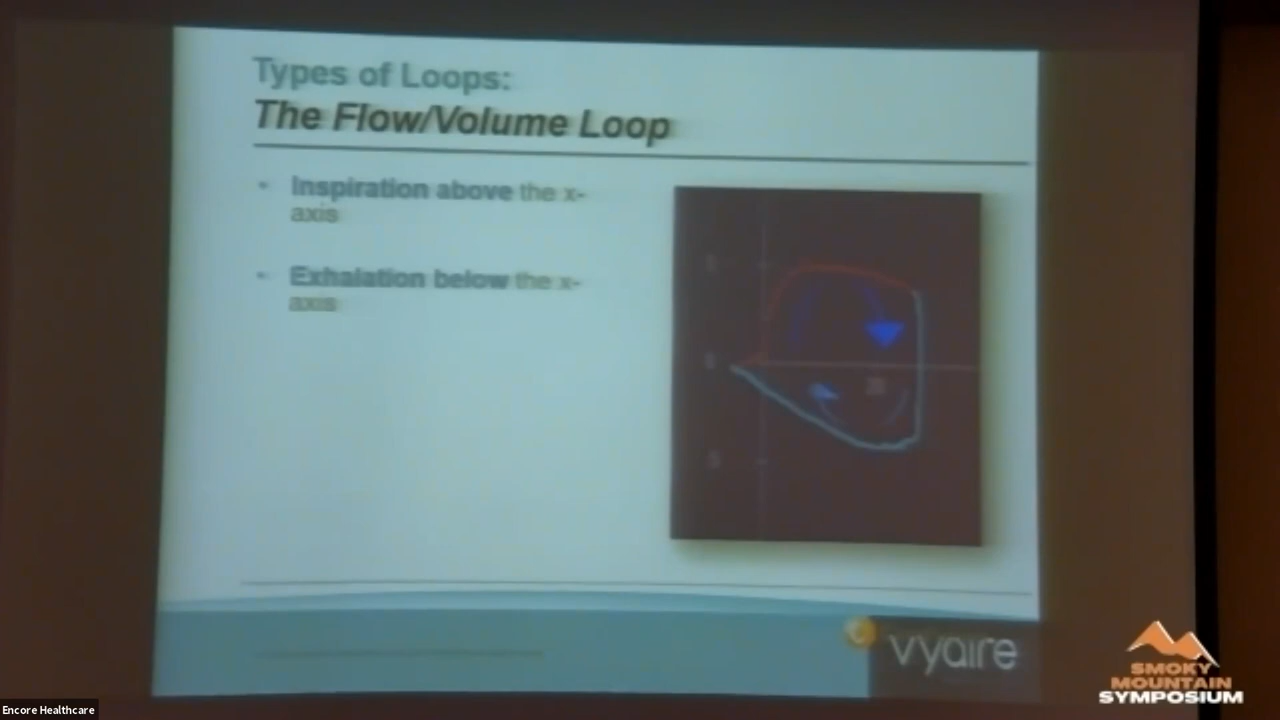 Types of Loops:
The Flow/Volume Loop
• Inspiration above the x-
axis
• Exhalation below the x-
axis
vyaire
SMOKY
MOUNTAIN
SYMPOSIUM
Encore Healthcare